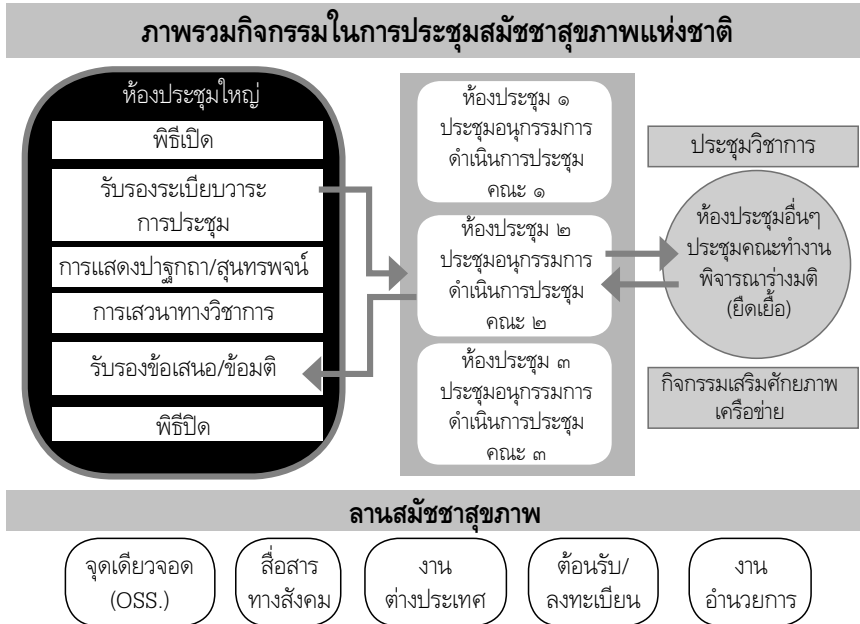 ภาพรวมกิจกรรมในการประชุมสมัชชาสุขภาพแห่งชาติ
ห้องประชุมใหญ่
พิธีเปิด
รับรองระเบียบวาระ
การประชุม
การแสดงปาฐกถา/สุนทรพจน์
การเสวนาทางวิชาการ
รับรองข้อเสนอ/ข้อมติ
พิธีปิด
ห้องประชุม ๑
ประชุมอนุกรรมการ
ดำเนินการประชุม
คณะ ๑
ห้องประชุม ๒
ประชุมอนุกรรมการ
ดำเนินการประชุม
คณะ ๒
ห้องประชุม ๓
ประชุมอนุกรรมการ
ดำเนินการประชุม
คณะ ๓
ประชุมวิชาการ
ห้องประชุมอื่นๆ
ประชุมคณะทำงาน
พิจารณาร่างมติ
(ยืดเยื้อ)
กิจกรรมเสริมศักยภาพ
เครือข่าย
ลานสมัชชาสุขภาพ
จุดเดียวจอด
(OSS.)
สื่อสาร
ทางสังคม
งาน
ต่างประเทศ
ต้อนรับ/
ลงทะเบียน
งาน
อำนวยการ